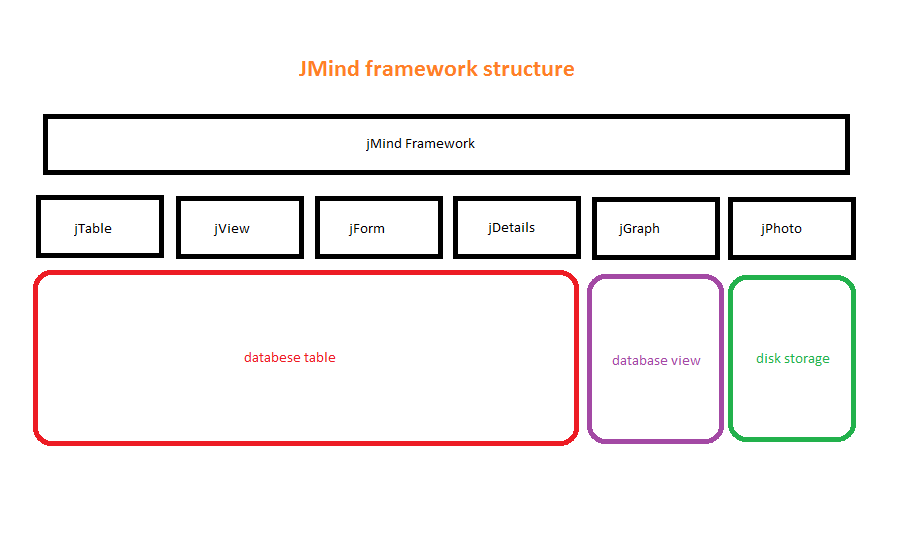 JMind framework structure
jMind Framework
jTable
jView
jForm
jDetails
jGraph
jPhoto
databese table
database view
disk storage